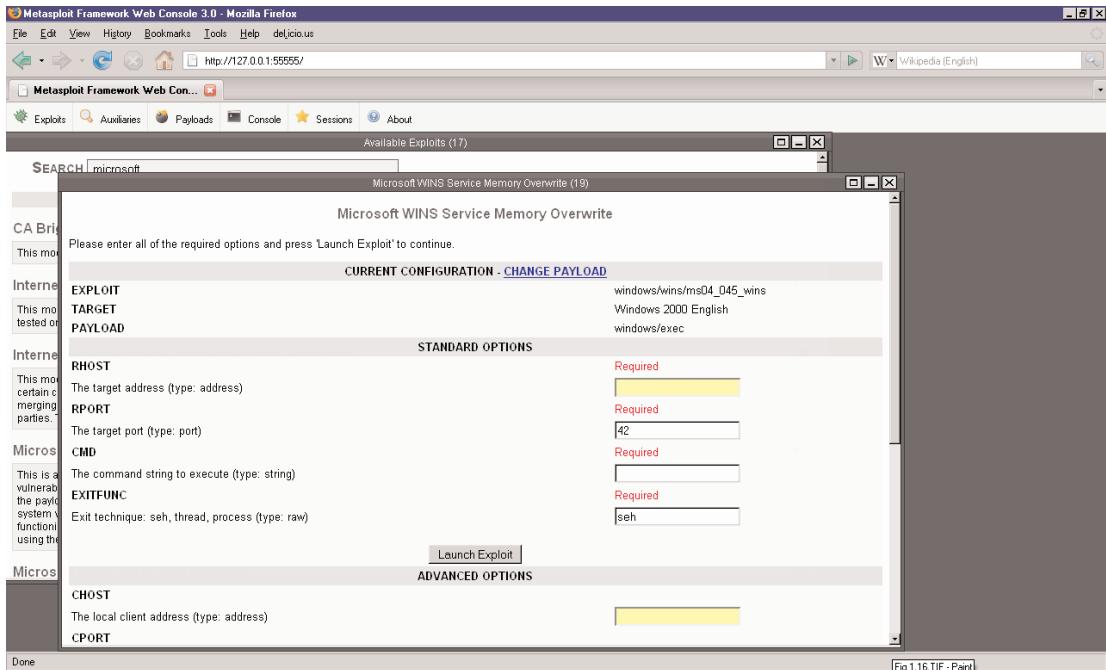 Metasploit Framework Web Console 3.0 - Mozilla Firefox
File Edit View History Bookmarks Tools Help del.icio.us
http://127.0.0.1:55555/
W Wikipedia (English)
Metasploit Framework Web Con...
Exploits Auxiliaries Payloads Console Sessions About
Available Exploits (17)
SEARCH microsoft
Microsoft WINS Service Memory Overwrite (19)
Microsoft WINS Service Memory Overwrite
CA Bri
Please enter all of the required options and press 'Launch Exploit' to continue.
This mo
CURRENT CONFIGURATION - CHANGE PAYLOAD
Interne
EXPLOIT windows/wins/ms04_045_wins
This mo
TARGET Windows 2000 English
tested on
PAYLOAD windows/exec
STANDARD OPTIONS
Interne
RHOST Required
This mo
The target address (type: address)
certain c
merging
RPORT Required
parties.
The target port (type: port) 42
Micros
CMD Required
This is a
The command string to execute (type: string)
vulnerab
the paylo
EXITFUNC Required
system v
Exit technique: seh, thread, process (type: raw) seh
functioni
using the
Launch Exploit
Micros
ADVANCED OPTIONS
CHOST
The local client address (type: address)
CPORT
Done
Fig 1.16.TIF - Paint